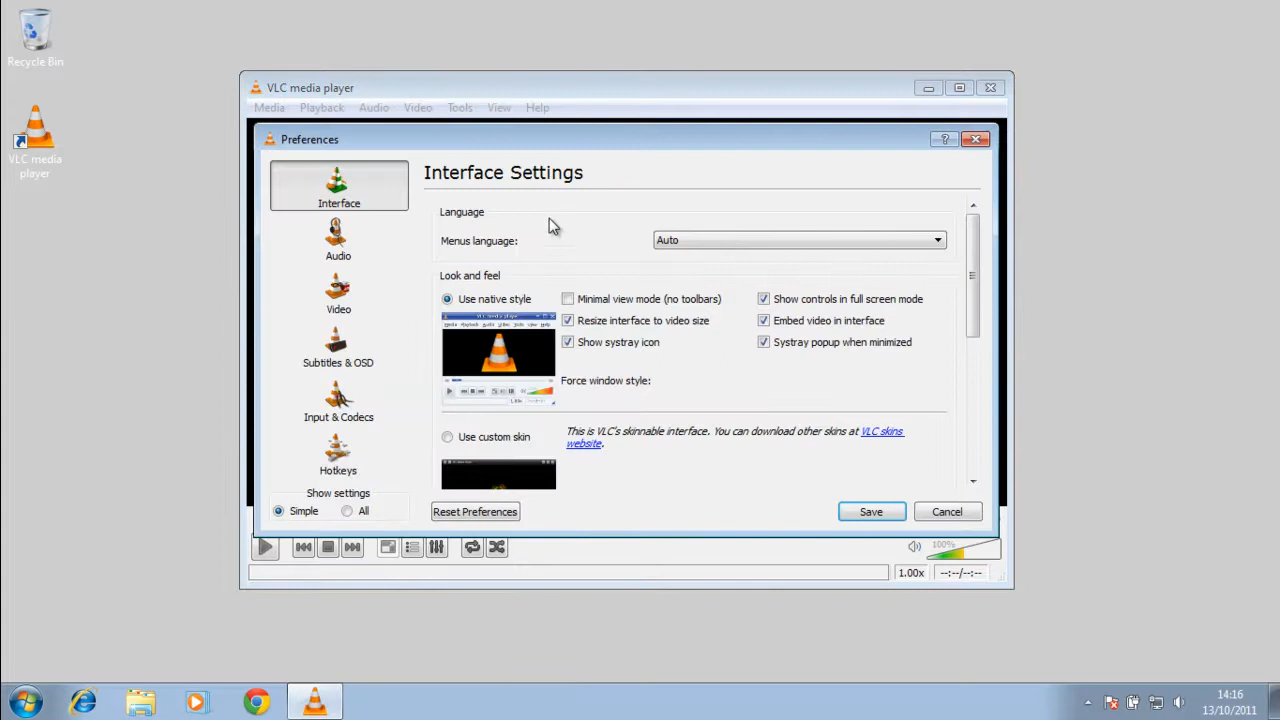 Recycle Bin
VLC media
player
VLC media player
Media Playback Audio Video Tools View Help
Preferences
?
Interface
Audio
Video
Subtitles & OSD
Input & Codecs
Hotkeys
Show settings
Simple All
Interface Settings
Language
Menus language: Auto
Look and feel
Use native style
Minimal view mode (no toolbars) Show controls in full screen mode
Resize interface to video size Embed video in interface
Show systray icon Systray popup when minimized
Force window style:
Use custom skin
This is VLC's skinnable interface. You can download other skins at VLC skins
website.
Reset Preferences Save Cancel
100%
1.00x --:--/--:--
14:16
13/10/2011